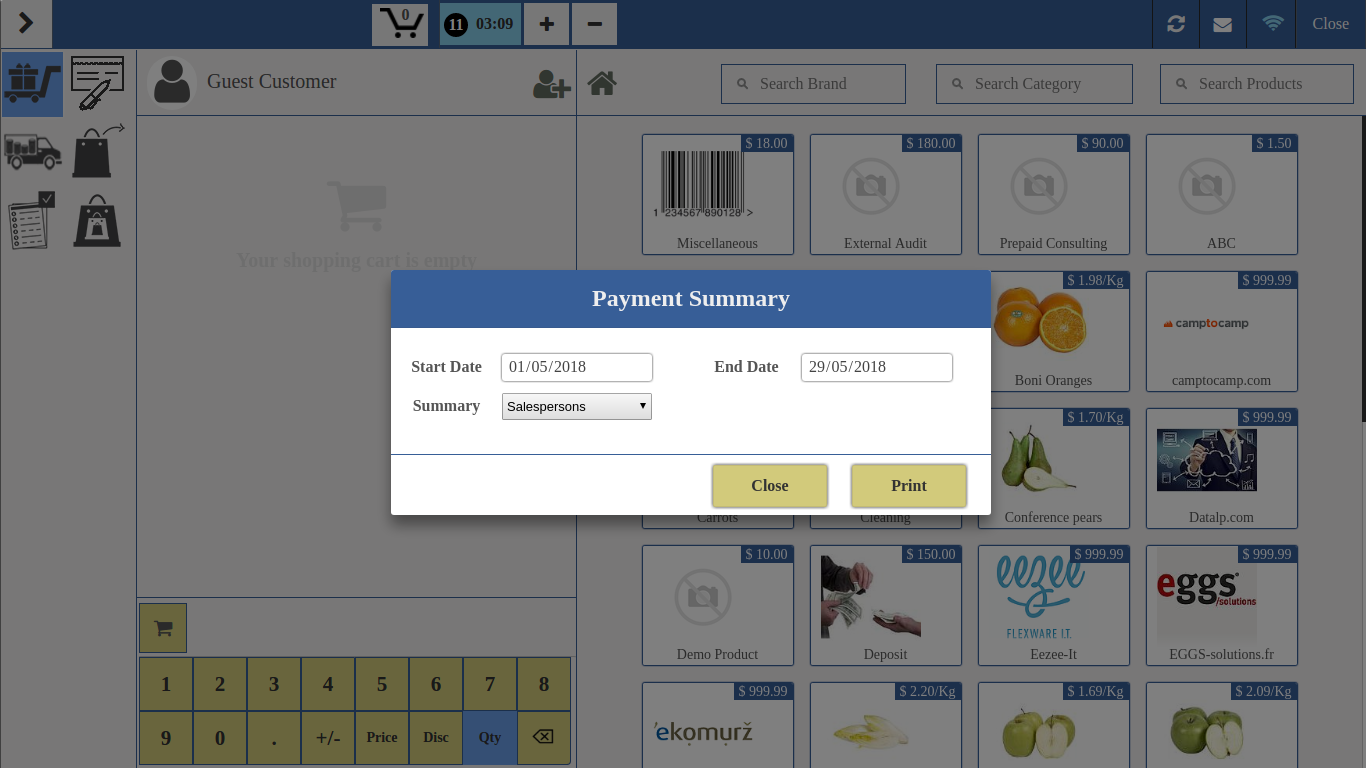 0
11 03:09
+
−
Close
Guest Customer
Search Brand
Search Category
Search Products
Your shopping cart is empty
$ 18.00
1 234567 890128 >
Miscellaneous
$ 180.00
External Audit
$ 90.00
Prepaid Consulting
$ 1.50
ABC
Payment Summary
Start Date 01/05/2018
End Date 29/05/2018
Summary Salespersons
Close
Print
$ 1.98/Kg
Boni Oranges
$ 999.99
camptocamp
camptocamp.com
Carrots
Cleaning
$ 1.70/Kg
Conference pears
$ 999.99
Datalp.com
$ 10.00
Demo Product
$ 150.00
Deposit
$ 999.99
eezee
FLEXWARE I.T.
Eezee-It
$ 999.99
eggs
/solutions
EGGS-solutions.fr
$ 999.99
'ekomurz
$ 2.20/Kg
$ 1.69/Kg
$ 2.09/Kg
1 2 3 4 5 6 7 8
9 0 . +/- Price Disc Qty